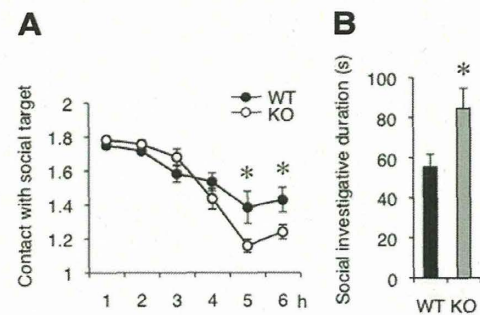 A
Contact with social target
2
1.8
1.6
1.4
1.2
1
WT
KO
*
*
1 2 3 4 5 6 h
B
Social investigative duration (s)
100
80
60
40
20
0
*
WT KO